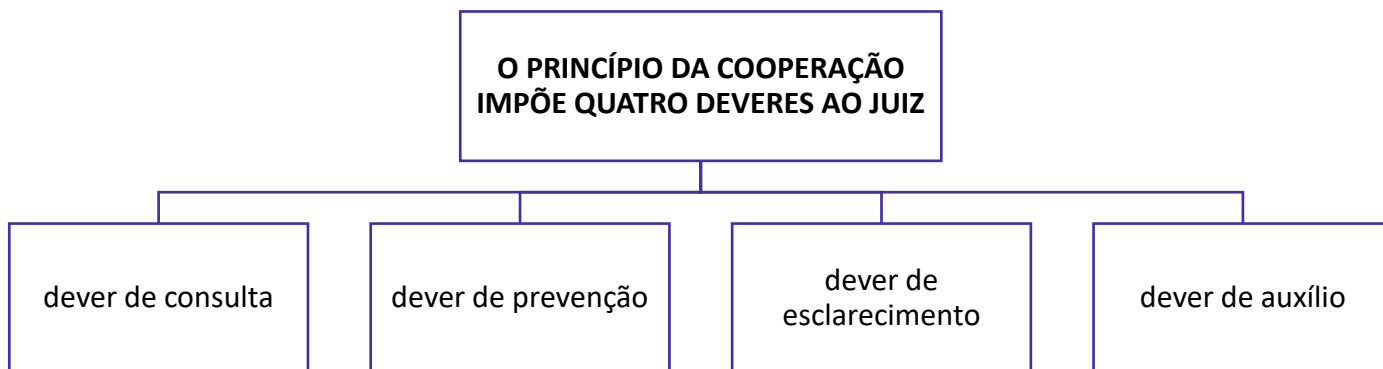 O PRINCÍPIO DA COOPERAÇÃO
IMPÕE QUATRO DEVERES AO JUIZ
dever de consulta
dever de prevenção
dever de
esclarecimento
dever de auxílio